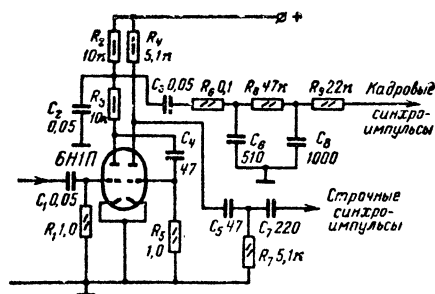 R₂ 10к
R₄ 5,1к
ø +
C₃ 0,05
R₆ 0,1
R₈ 47к
R₉ 22к
Кадровые
синхро-
импульсы
C₂ 0,05
R₃ 10к
C₄ 47
C₆ 510
C₈ 1000
6Н1П
C₁ 0,05
R₁ 1,0
R₅ 1,0
C₅ 47
C₇ 220
R₇ 5,1к
Строчные
синхро-
импульсы